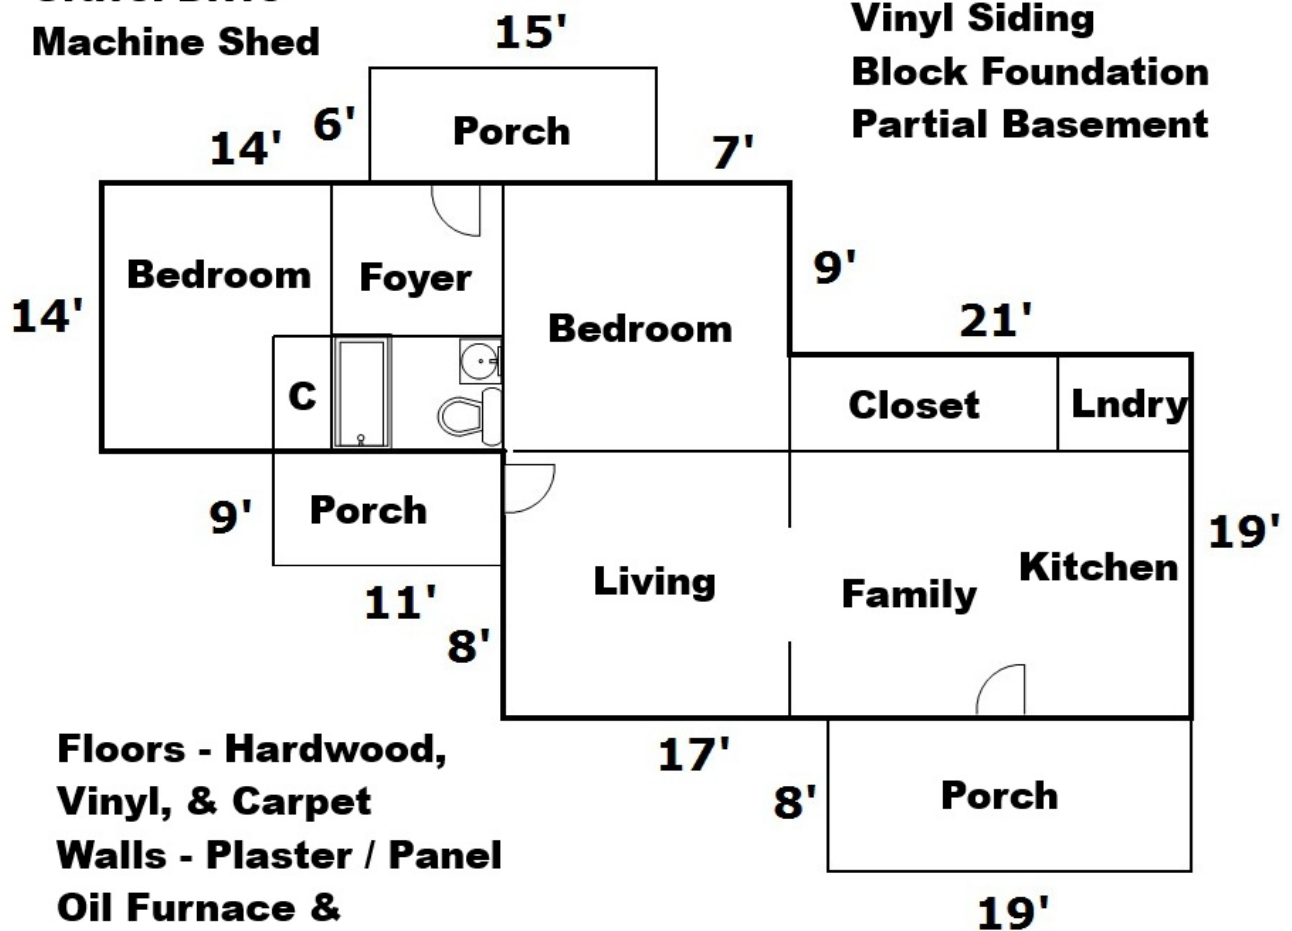 Machine Shed
Vinyl Siding
Block Foundation
Partial Basement
15'
6'
Porch
14'
7'
Bedroom
Foyer
9'
14'
Bedroom
21'
C
Closet
Lndry
9'
Porch
19'
Living
Family
Kitchen
11'
8'
17'
8'
Porch
19'
Floors - Hardwood,
Vinyl, & Carpet
Walls - Plaster / Panel
Oil Furnace &